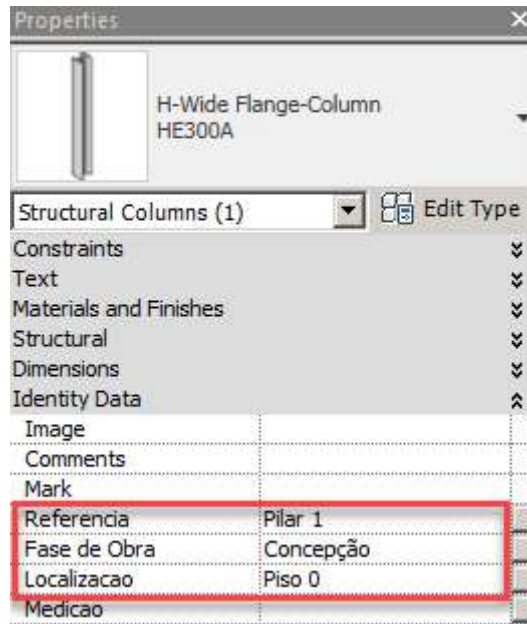 Properties
H-Wide Flange-Column
HE300A
Structural Columns (1) Edit Type
Constraints
Text
Materials and Finishes
Structural
Dimensions
Identity Data
Image
Comments
Mark
Referencia Pilar 1
Fase de Obra Concepção
Localizacao Piso 0
Medicao